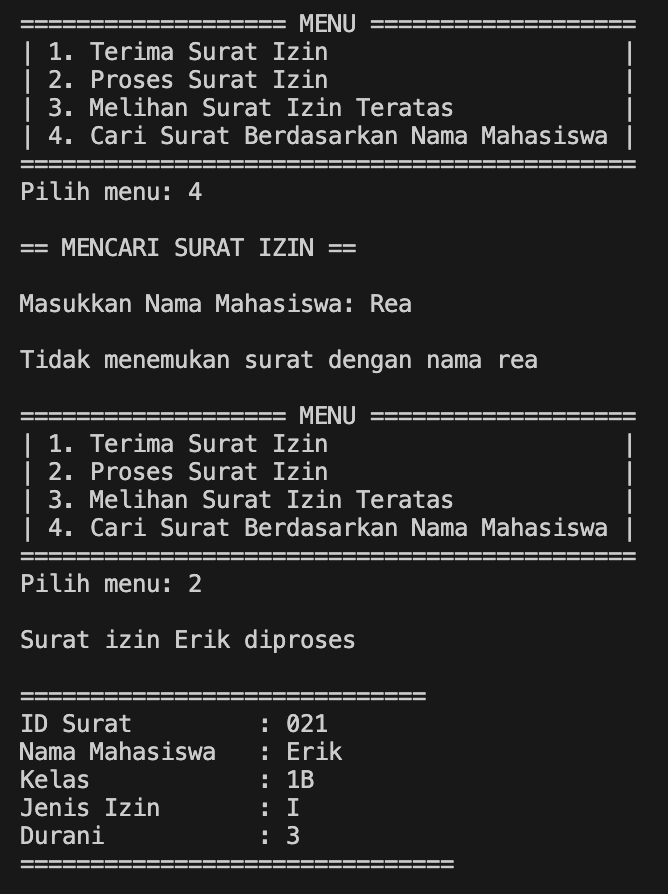 =================== MENU ===================
| 1. Terima Surat Izin                     |
| 2. Proses Surat Izin                     |
| 3. Melihan Surat Izin Teratas            |
| 4. Cari Surat Berdasarkan Nama Mahasiswa |
============================================
Pilih menu: 4
== MENCARI SURAT IZIN ==
Masukkan Nama Mahasiswa: Rea
Tidak menemukan surat dengan nama rea
=================== MENU ===================
| 1. Terima Surat Izin                     |
| 2. Proses Surat Izin                     |
| 3. Melihan Surat Izin Teratas            |
| 4. Cari Surat Berdasarkan Nama Mahasiswa |
============================================
Pilih menu: 2
Surat izin Erik diproses
=============================
ID Surat         : 021
Nama Mahasiswa   : Erik
Kelas            : 1B
Jenis Izin       : I
Durani           : 3
===============================